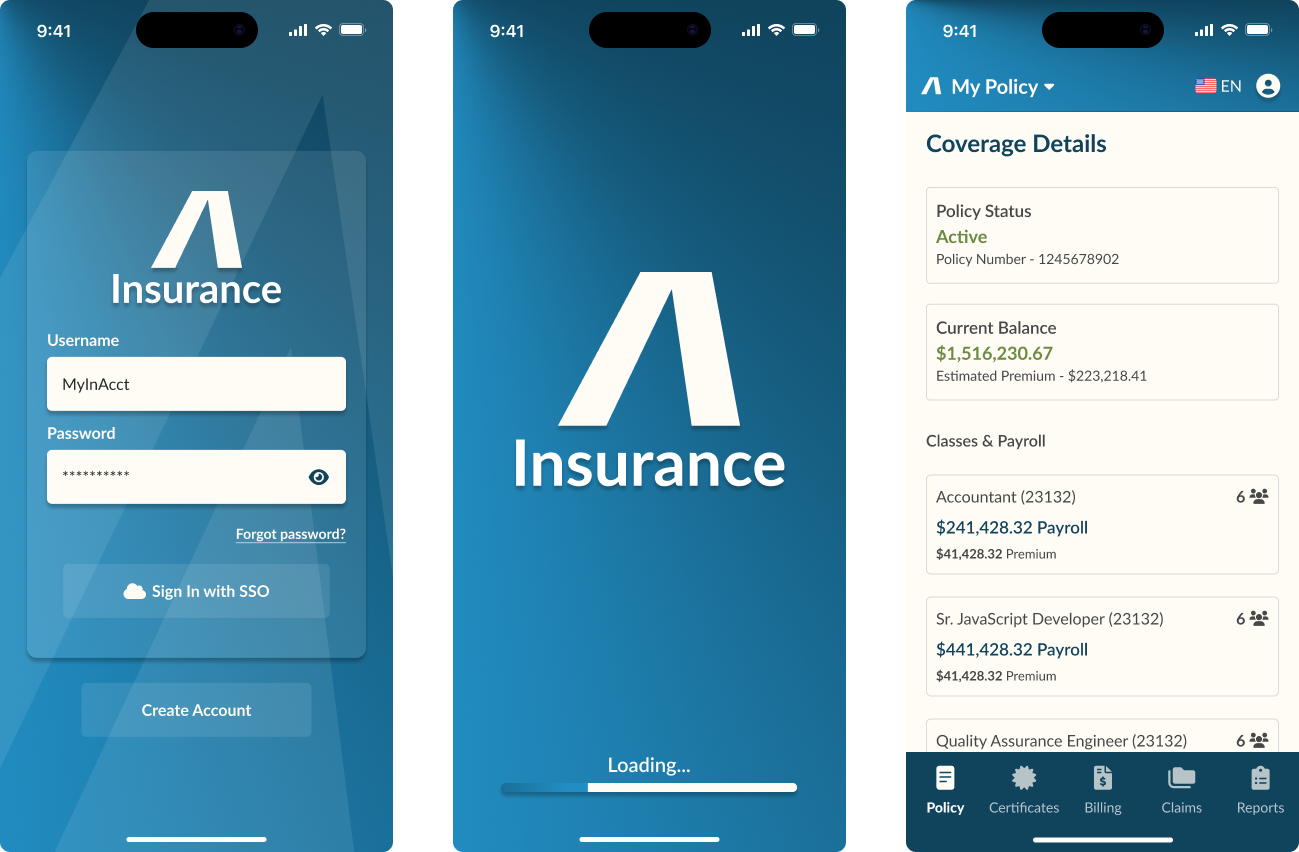 9:41
Insurance
Username
MyInAcct
Password
**********
Forgot password?
Sign In with SSO
Create Account
9:41
Insurance
Loading...
9:41
My Policy
EN
Coverage Details
Policy Status
Active
Policy Number - 1245678902
Current Balance
$1,516,230.67
Estimated Premium - $223,218.41
Classes & Payroll
Accountant (23132) 6
$241,428.32 Payroll
$41,428.32 Premium
Sr. JavaScript Developer (23132) 6
$441,428.32 Payroll
$41,428.32 Premium
Quality Assurance Engineer (23132) 6
Policy Certificates Billing Claims Reports